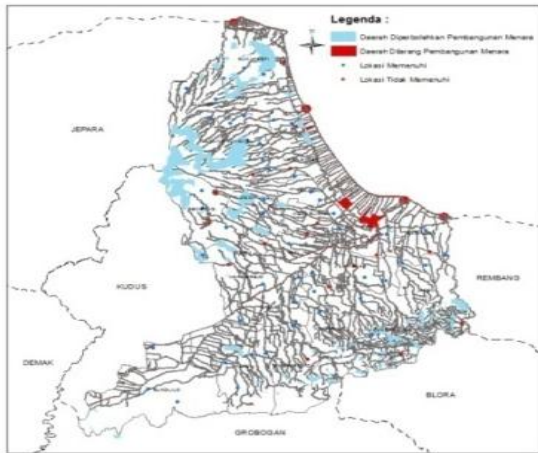 Legenda :
Daerah Diperbolehkan Pembangunan Menara
Daerah Dilarang Pembangunan Menara
Lokasi Memenuhi
Lokasi Tidak Memenuhi
JEPARA
KUDUS
REMBANG
DEMAK
BLORA
GROBOGAN